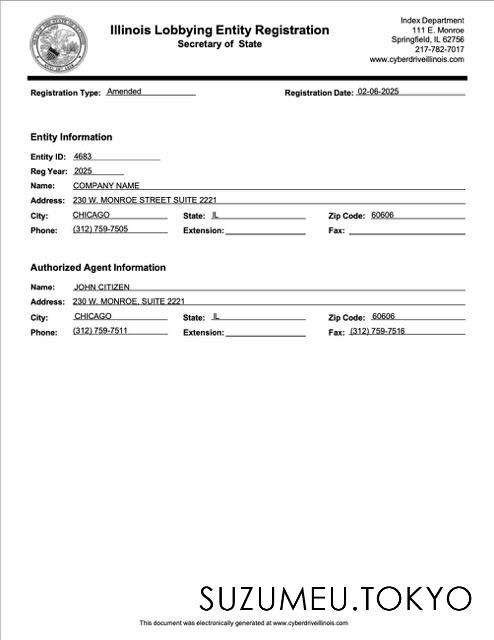 Illinois Lobbying Entity Registration
Secretary of State
Index Department
111 E. Monroe
Springfield, IL 62756
217-782-7017
www.cyberdriveillinois.com
Registration Type: Amended Registration Date: 02-06-2025
Entity Information
Entity ID: 4683
Reg Year: 2025
Name: COMPANY NAME
Address: 230 W. MONROE STREET SUITE 2221
City: CHICAGO State: IL Zip Code: 60606
Phone: (312) 759-7505 Extension: Fax:
Authorized Agent Information
Name: JOHN CITIZEN
Address: 230 W. MONROE, SUITE 2221
City: CHICAGO State: IL Zip Code: 60606
Phone: (312) 759-7511 Extension: Fax: (312) 759-7516
SUZUMEU.TOKYO
This document was electronically generated at www.cyberdriveillinois.com